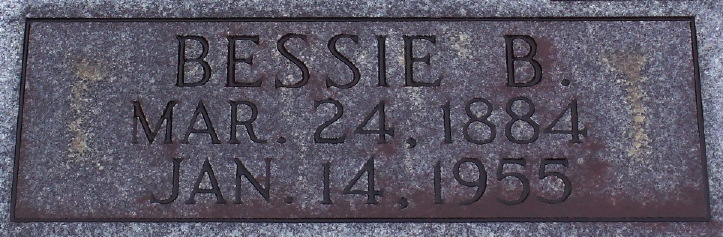 BESSIE B.
MAR. 24, 1884
JAN. 14, 1955